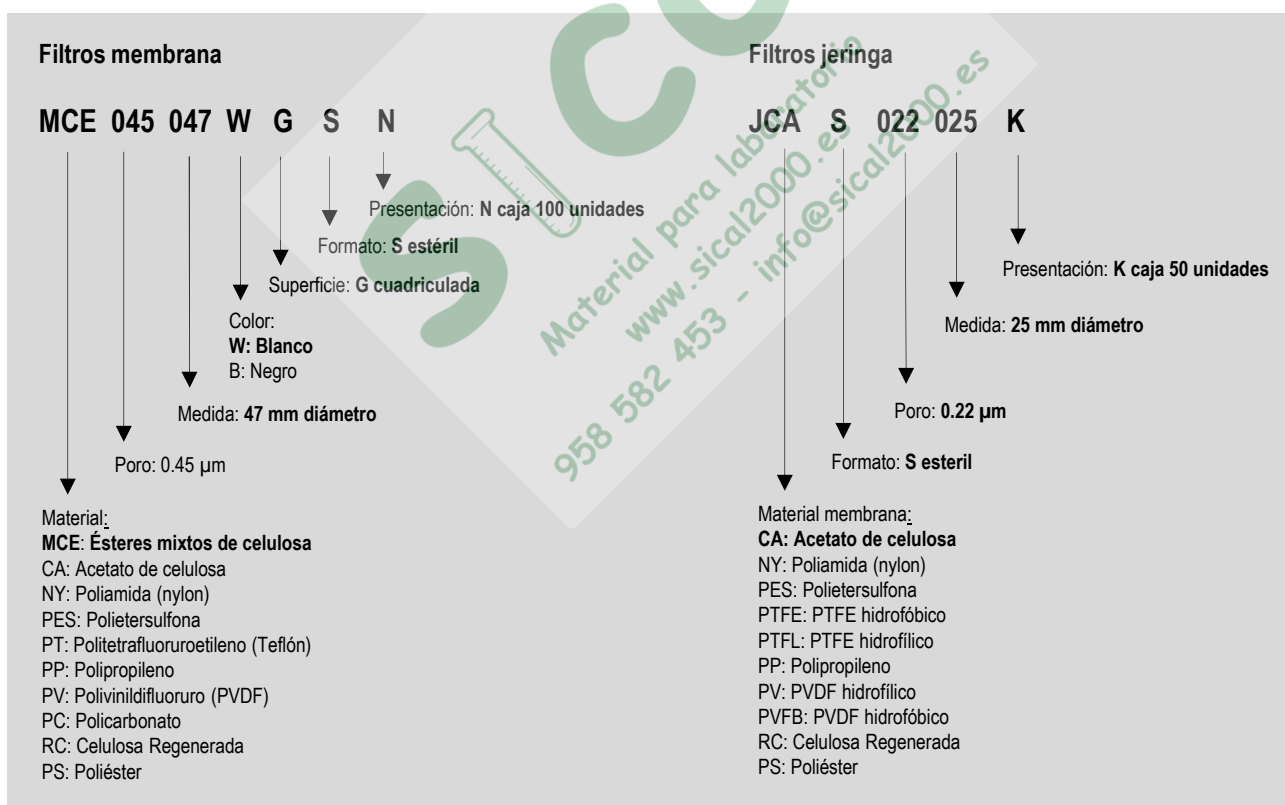 Filtros membrana
MCE 045 047 W G S N
Presentación: N caja 100 unidades
Formato: S estéril
Superficie: G cuadriculada
Color:
W: Blanco
B: Negro
Medida: 47 mm diámetro
Poro: 0.45 µm
Material:
MCE: Ésteres mixtos de celulosa
CA: Acetato de celulosa
NY: Poliamida (nylon)
PES: Polietersulfona
PT: Politetrafluoruroetileno (Teflón)
PP: Polipropileno
PV: Polivinildifluoruro (PVDF)
PC: Policarbonato
RC: Celulosa Regenerada
PS: Poliéster
Filtros jeringa
JCA S 022 025 K
Presentación: K caja 50 unidades
Medida: 25 mm diámetro
Poro: 0.22 µm
Formato: S esteril
Material membrana:
CA: Acetato de celulosa
NY: Poliamida (nylon)
PES: Polietersulfona
PTFE: PTFE hidrofóbico
PTFL: PTFE hidrofílico
PP: Polipropileno
PV: PVDF hidrofílico
PVFB: PVDF hidrofóbico
RC: Celulosa Regenerada
PS: Poliéster
Material para laboratorio
www.sical2000.es
958 582 453 - info@sical2000.es